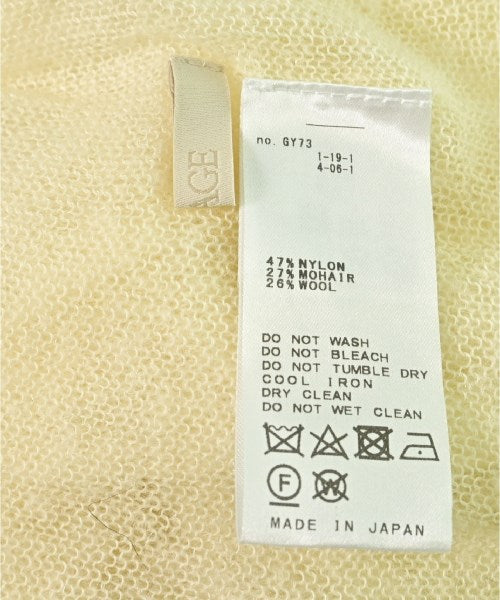 AGE
no. GY73
1-19-1
4-06-1
47% NYLON
27% MOHAIR
26% WOOL
DO NOT WASH
DO NOT BLEACH
DO NOT TUMBLE DRY
COOL IRON
DRY CLEAN
DO NOT WET CLEAN
F
W
MADE IN JAPAN